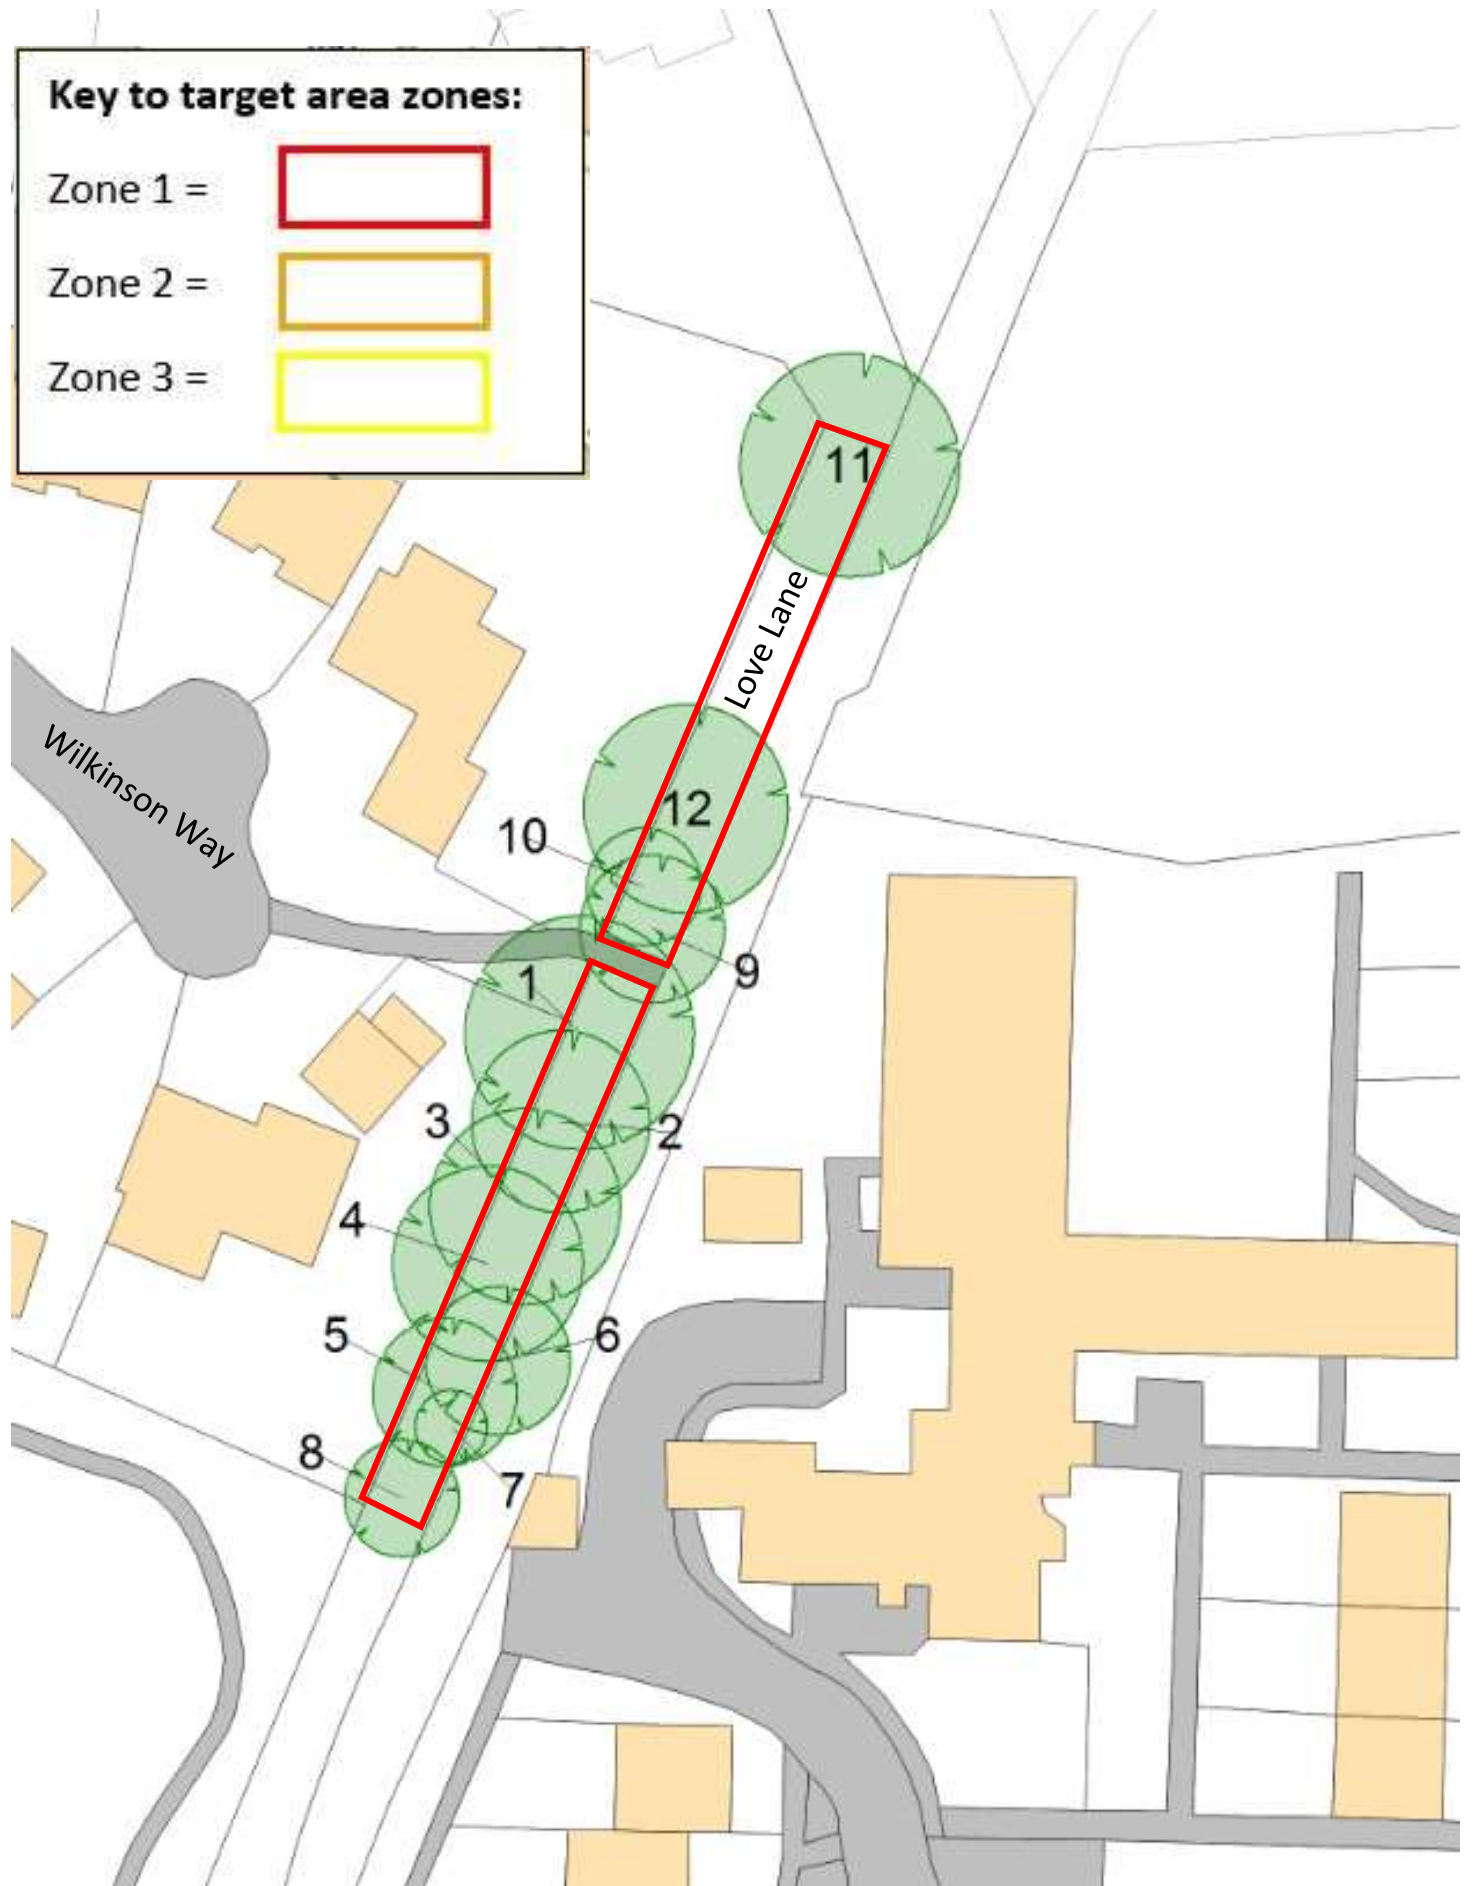 Key to target area zones:
Zone 1 =
Zone 2 =
Zone 3 =
11
Love Lane
Wilkinson Way
12
10
9
1
2
3
4
5
6
8
7